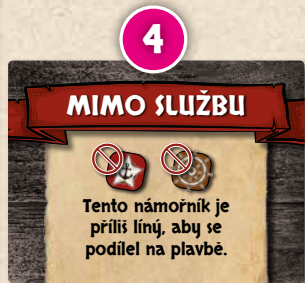 4
MIMO SLUŽBU
Tento námořník je
příliš líný, aby se
podílel na plavbě.